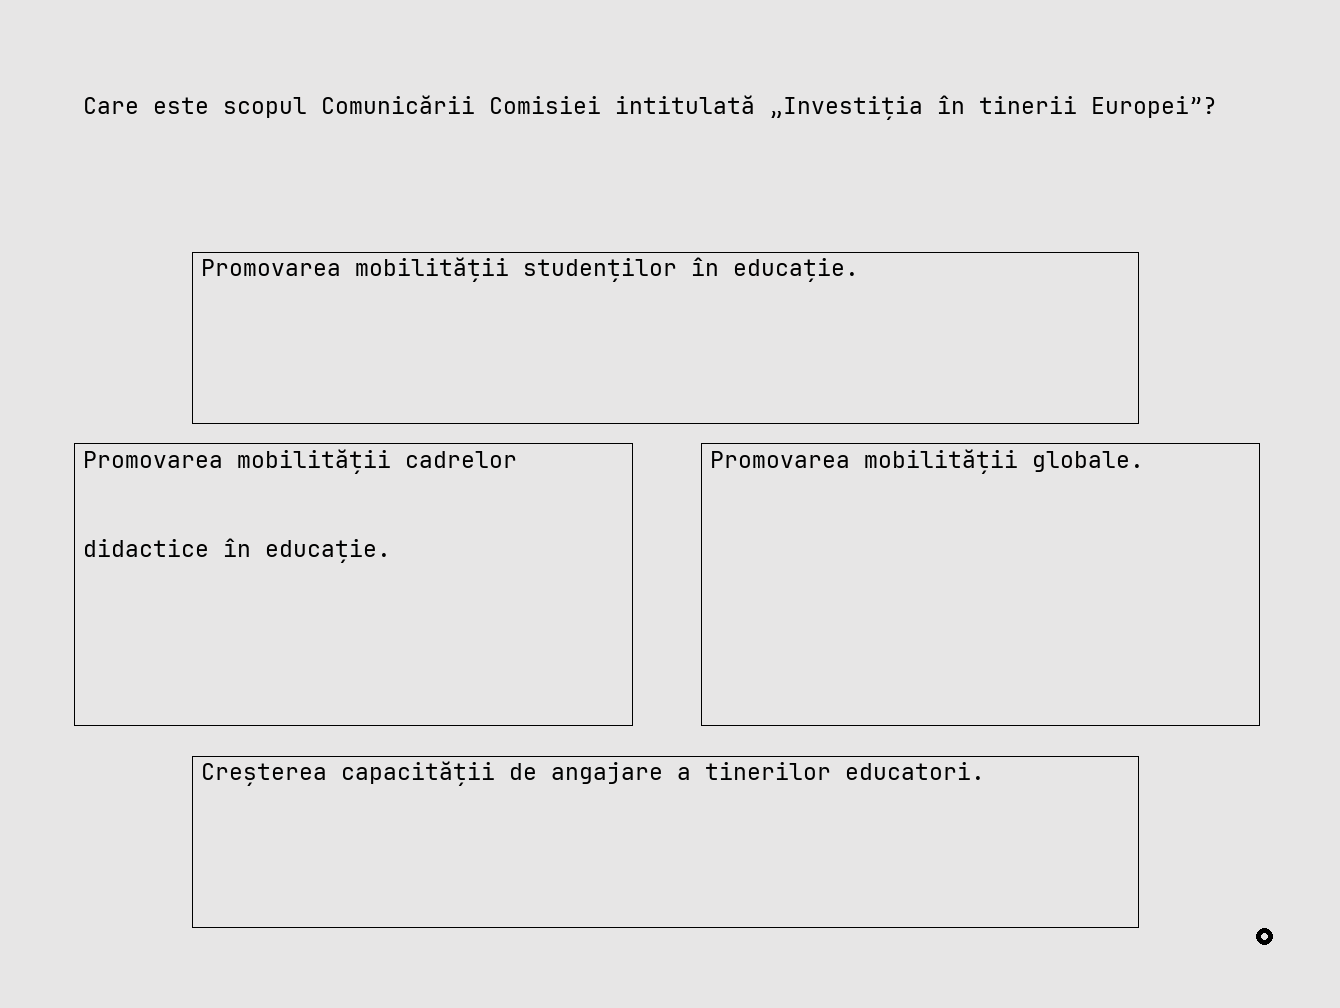 Care este scopul Comunicării Comisiei intitulată „Investiția în tinerii Europei”?
Promovarea mobilității studenților în educație.
Promovarea mobilității cadrelor
didactice în educație.
Promovarea mobilității globale.
Creșterea capacității de angajare a tinerilor educatori.